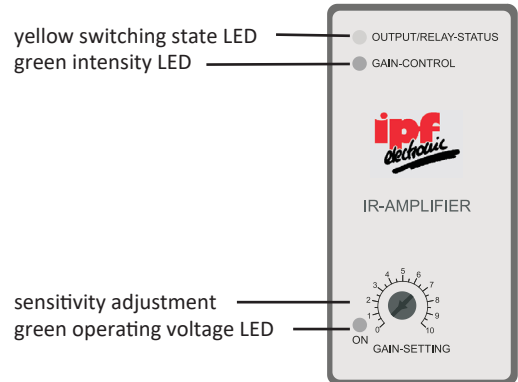 yellow switching state LED
OUTPUT/RELAY-STATUS
green intensity LED
GAIN-CONTROL
ipf
electronic
IR-AMPLIFIER
sensitivity adjustment
0 1 2 3 4 5 6 7 8 9 10
green operating voltage LED
ON
GAIN-SETTING